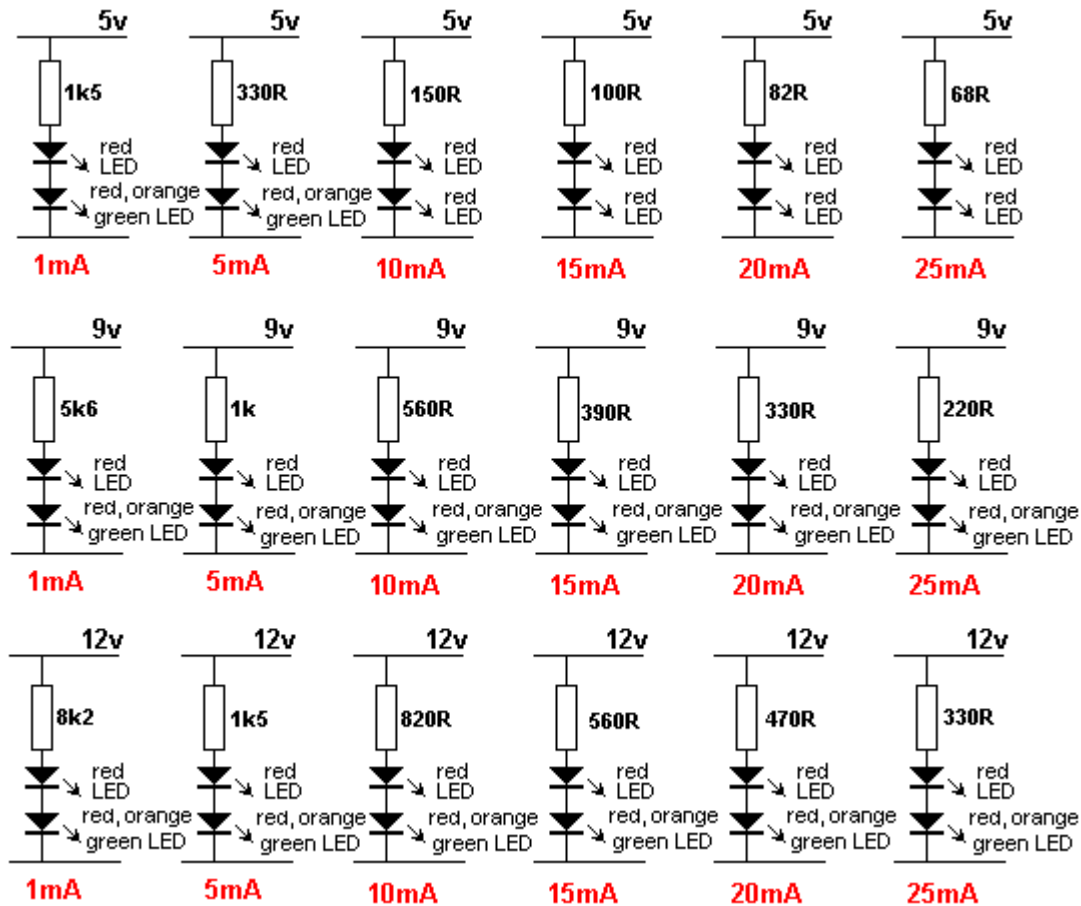 5v 5v 5v 5v 5v 5v
1k5 330R 150R 100R 82R 68R
red red red red red red
LED LED LED LED LED LED
red, orange red, orange red red red red
green LED green LED LED LED LED LED
1mA 5mA 10mA 15mA 20mA 25mA
9v 9v 9v 9v 9v 9v
5k6 1k 560R 390R 330R 220R
red red red red red red
LED LED LED LED LED LED
red, orange red, orange red, orange red, orange red, orange red, orange
green LED green LED green LED green LED green LED green LED
1mA 5mA 10mA 15mA 20mA 25mA
12v 12v 12v 12v 12v 12v
8k2 1k5 820R 560R 470R 330R
red red red red red red
LED LED LED LED LED LED
red, orange red, orange red, orange red, orange red, orange red, orange
green LED green LED green LED green LED green LED green LED
1mA 5mA 10mA 15mA 20mA 25mA